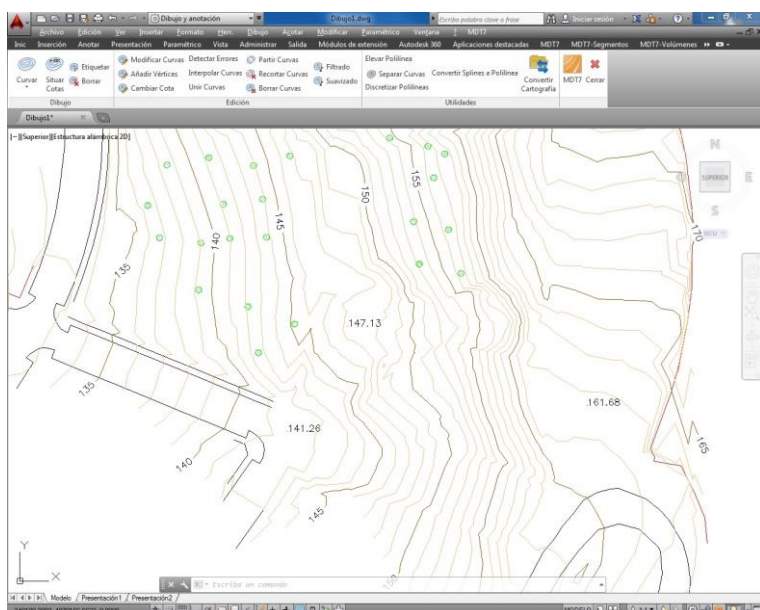 Dibujo y anotación
Dibujo1.dwg
Escriba palabra clave o frase
Iniciar sesión
Archivo Edición Ver Insertar Formato Herr. Dibujo Acotar Modificar Paramétrico Ventana ? MDT7
Inic Inserción Anotar Presentación Paramétrico Vista Administrar Salida Módulos de extensión Autodesk 360 Aplicaciones destacadas MDT7 MDT7-Segmentos MDT7-Volúmenes
Curvar
Situar Cotas
Etiquetar
Borrar
Dibujo
Modificar Curvas Detectar Errores Partir Curvas
Añadir Vértices Interpolar Curvas Recortar Curvas
Cambiar Cota Unir Curvas Borrar Curvas
Filtrado
Suavizado
Edición
Elevar Polilínea
Separar Curvas Convertir Splines a Polilínea
Discretizar Polilíneas
Convertir Cartografía
Utilidades
MDT7 Cerrar
Dibujo1*
[−][Superior][Estructura alámbrica 2D]
N
SUPERIOR
E
S
150
155
145
140
135
170
147.13
161.68
135
141.26
140
145
165
150
Y
X
Escriba un comando
Modelo Presentación1 Presentación2
MODELO